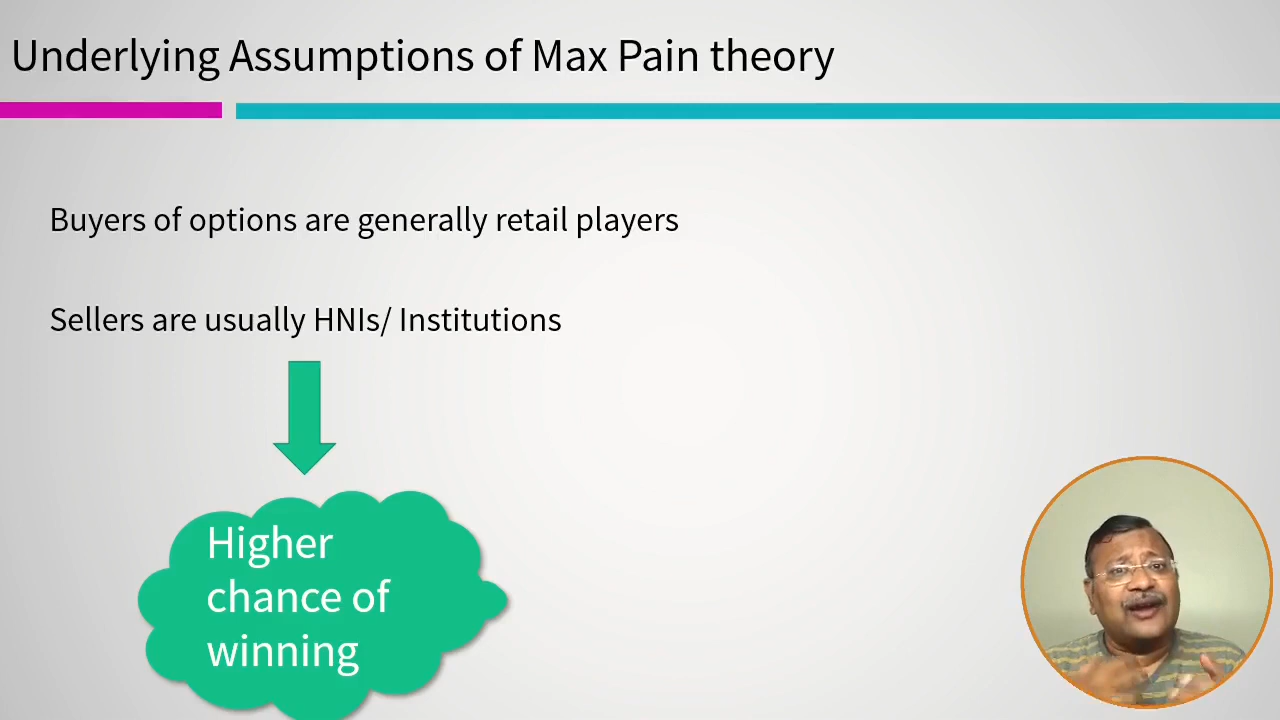 Underlying Assumptions of Max Pain theory
Buyers of options are generally retail players
Sellers are usually HNIs/ Institutions
Higher
chance of
winning